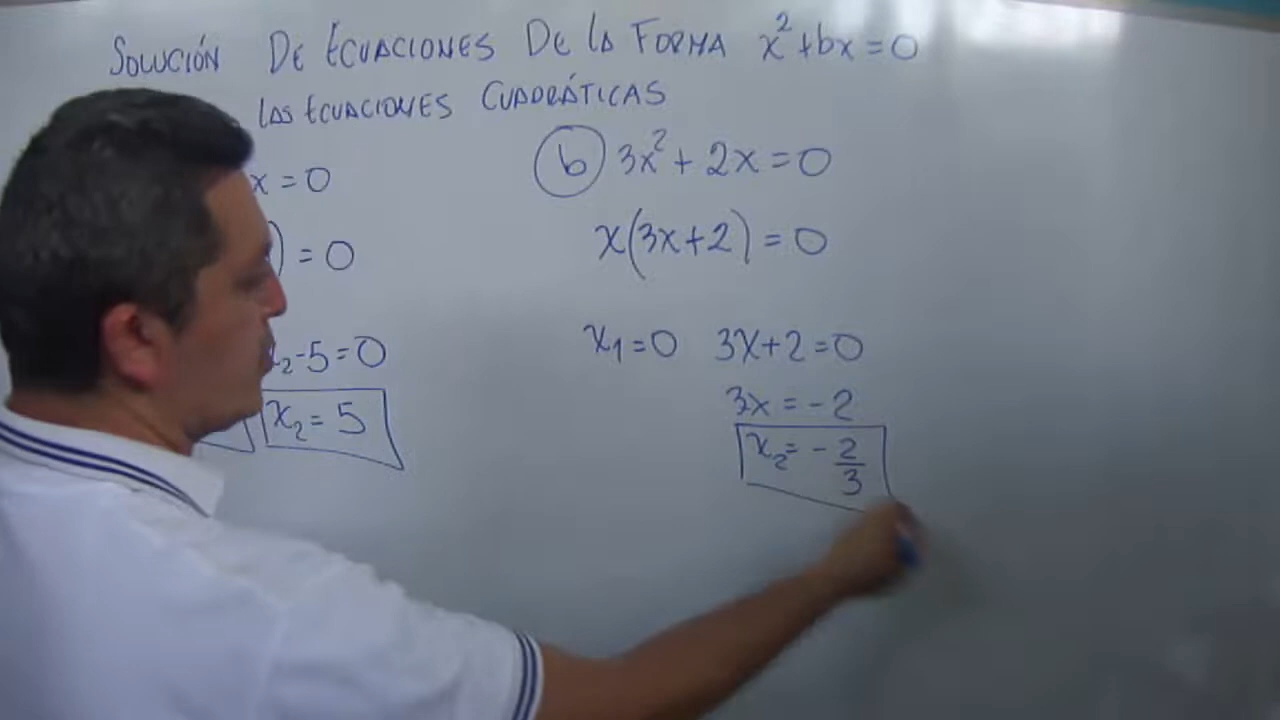 SOLUCIÓN DE ECUACIONES DE LA FORMA x²+bx=0
LAS ECUACIONES CUADRÁTICAS
x = 0
) = 0
x₂-5=0
x₂ = 5
b 3x² + 2x = 0
x(3x+2) = 0
x₁=0 3x+2=0
3x = -2
x₂= - 2/3